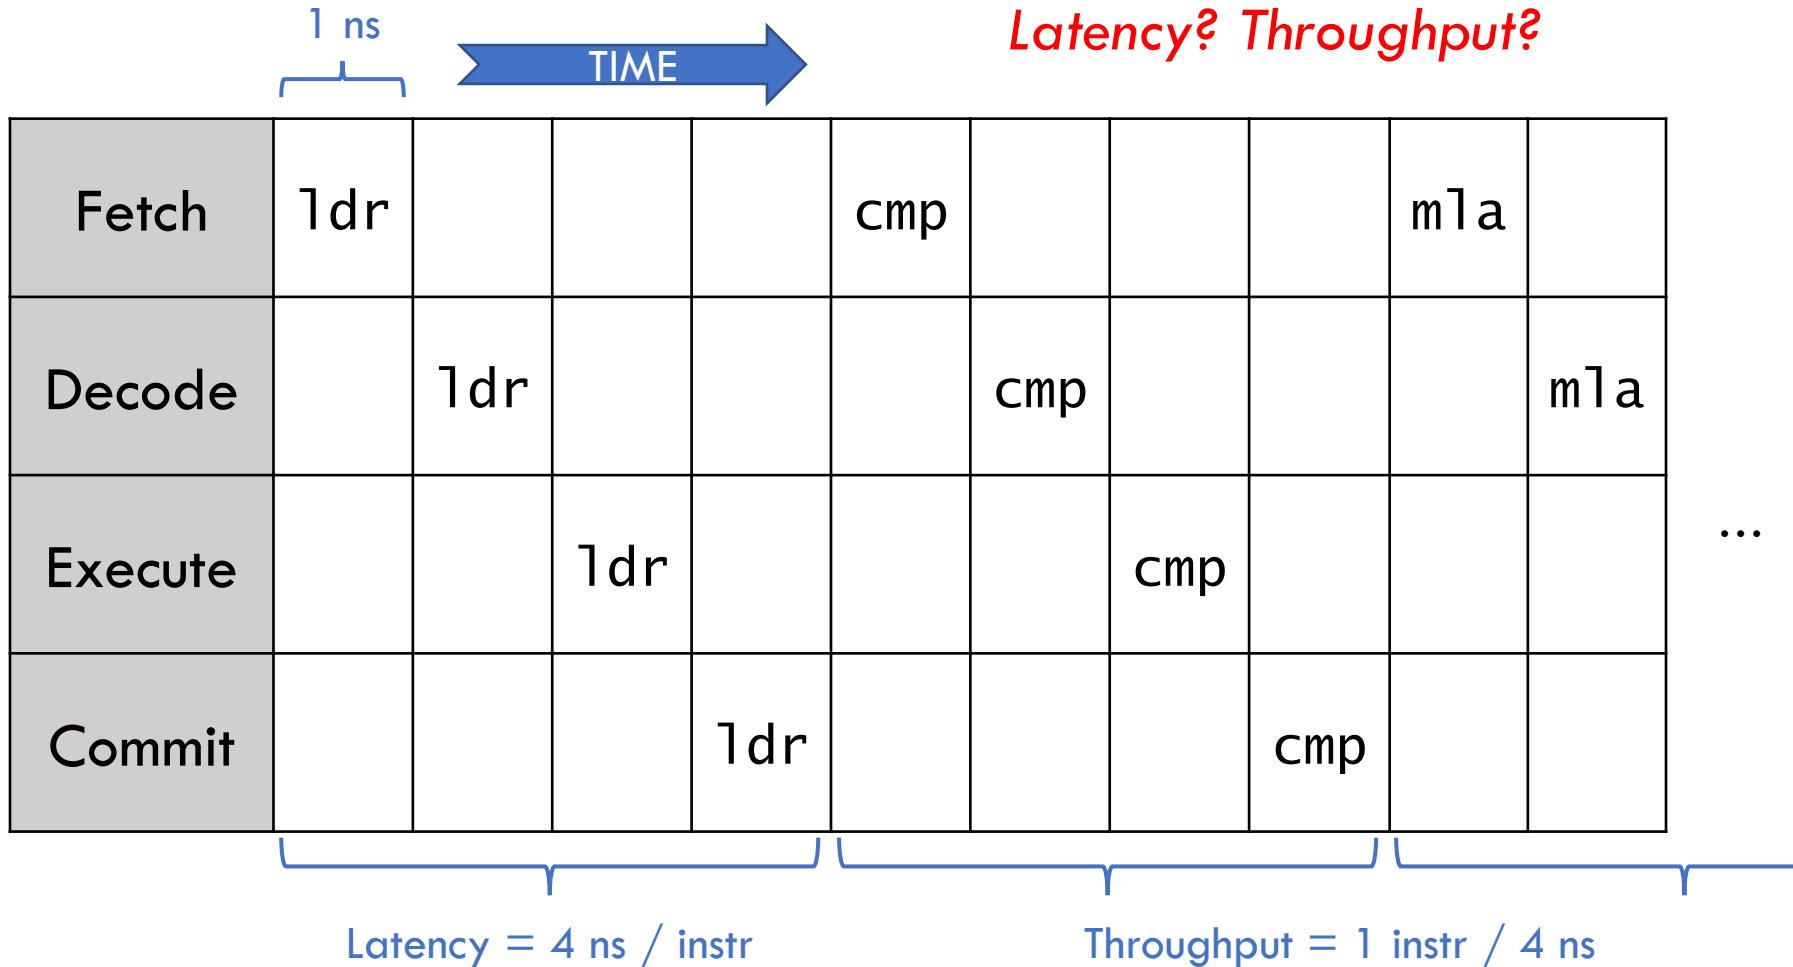 1 ns
TIME
Latency? Throughput?
Fetch ldr cmp mla
Decode ldr cmp mla
Execute ldr cmp
...
Commit ldr cmp
Latency = 4 ns / instr
Throughput = 1 instr / 4 ns